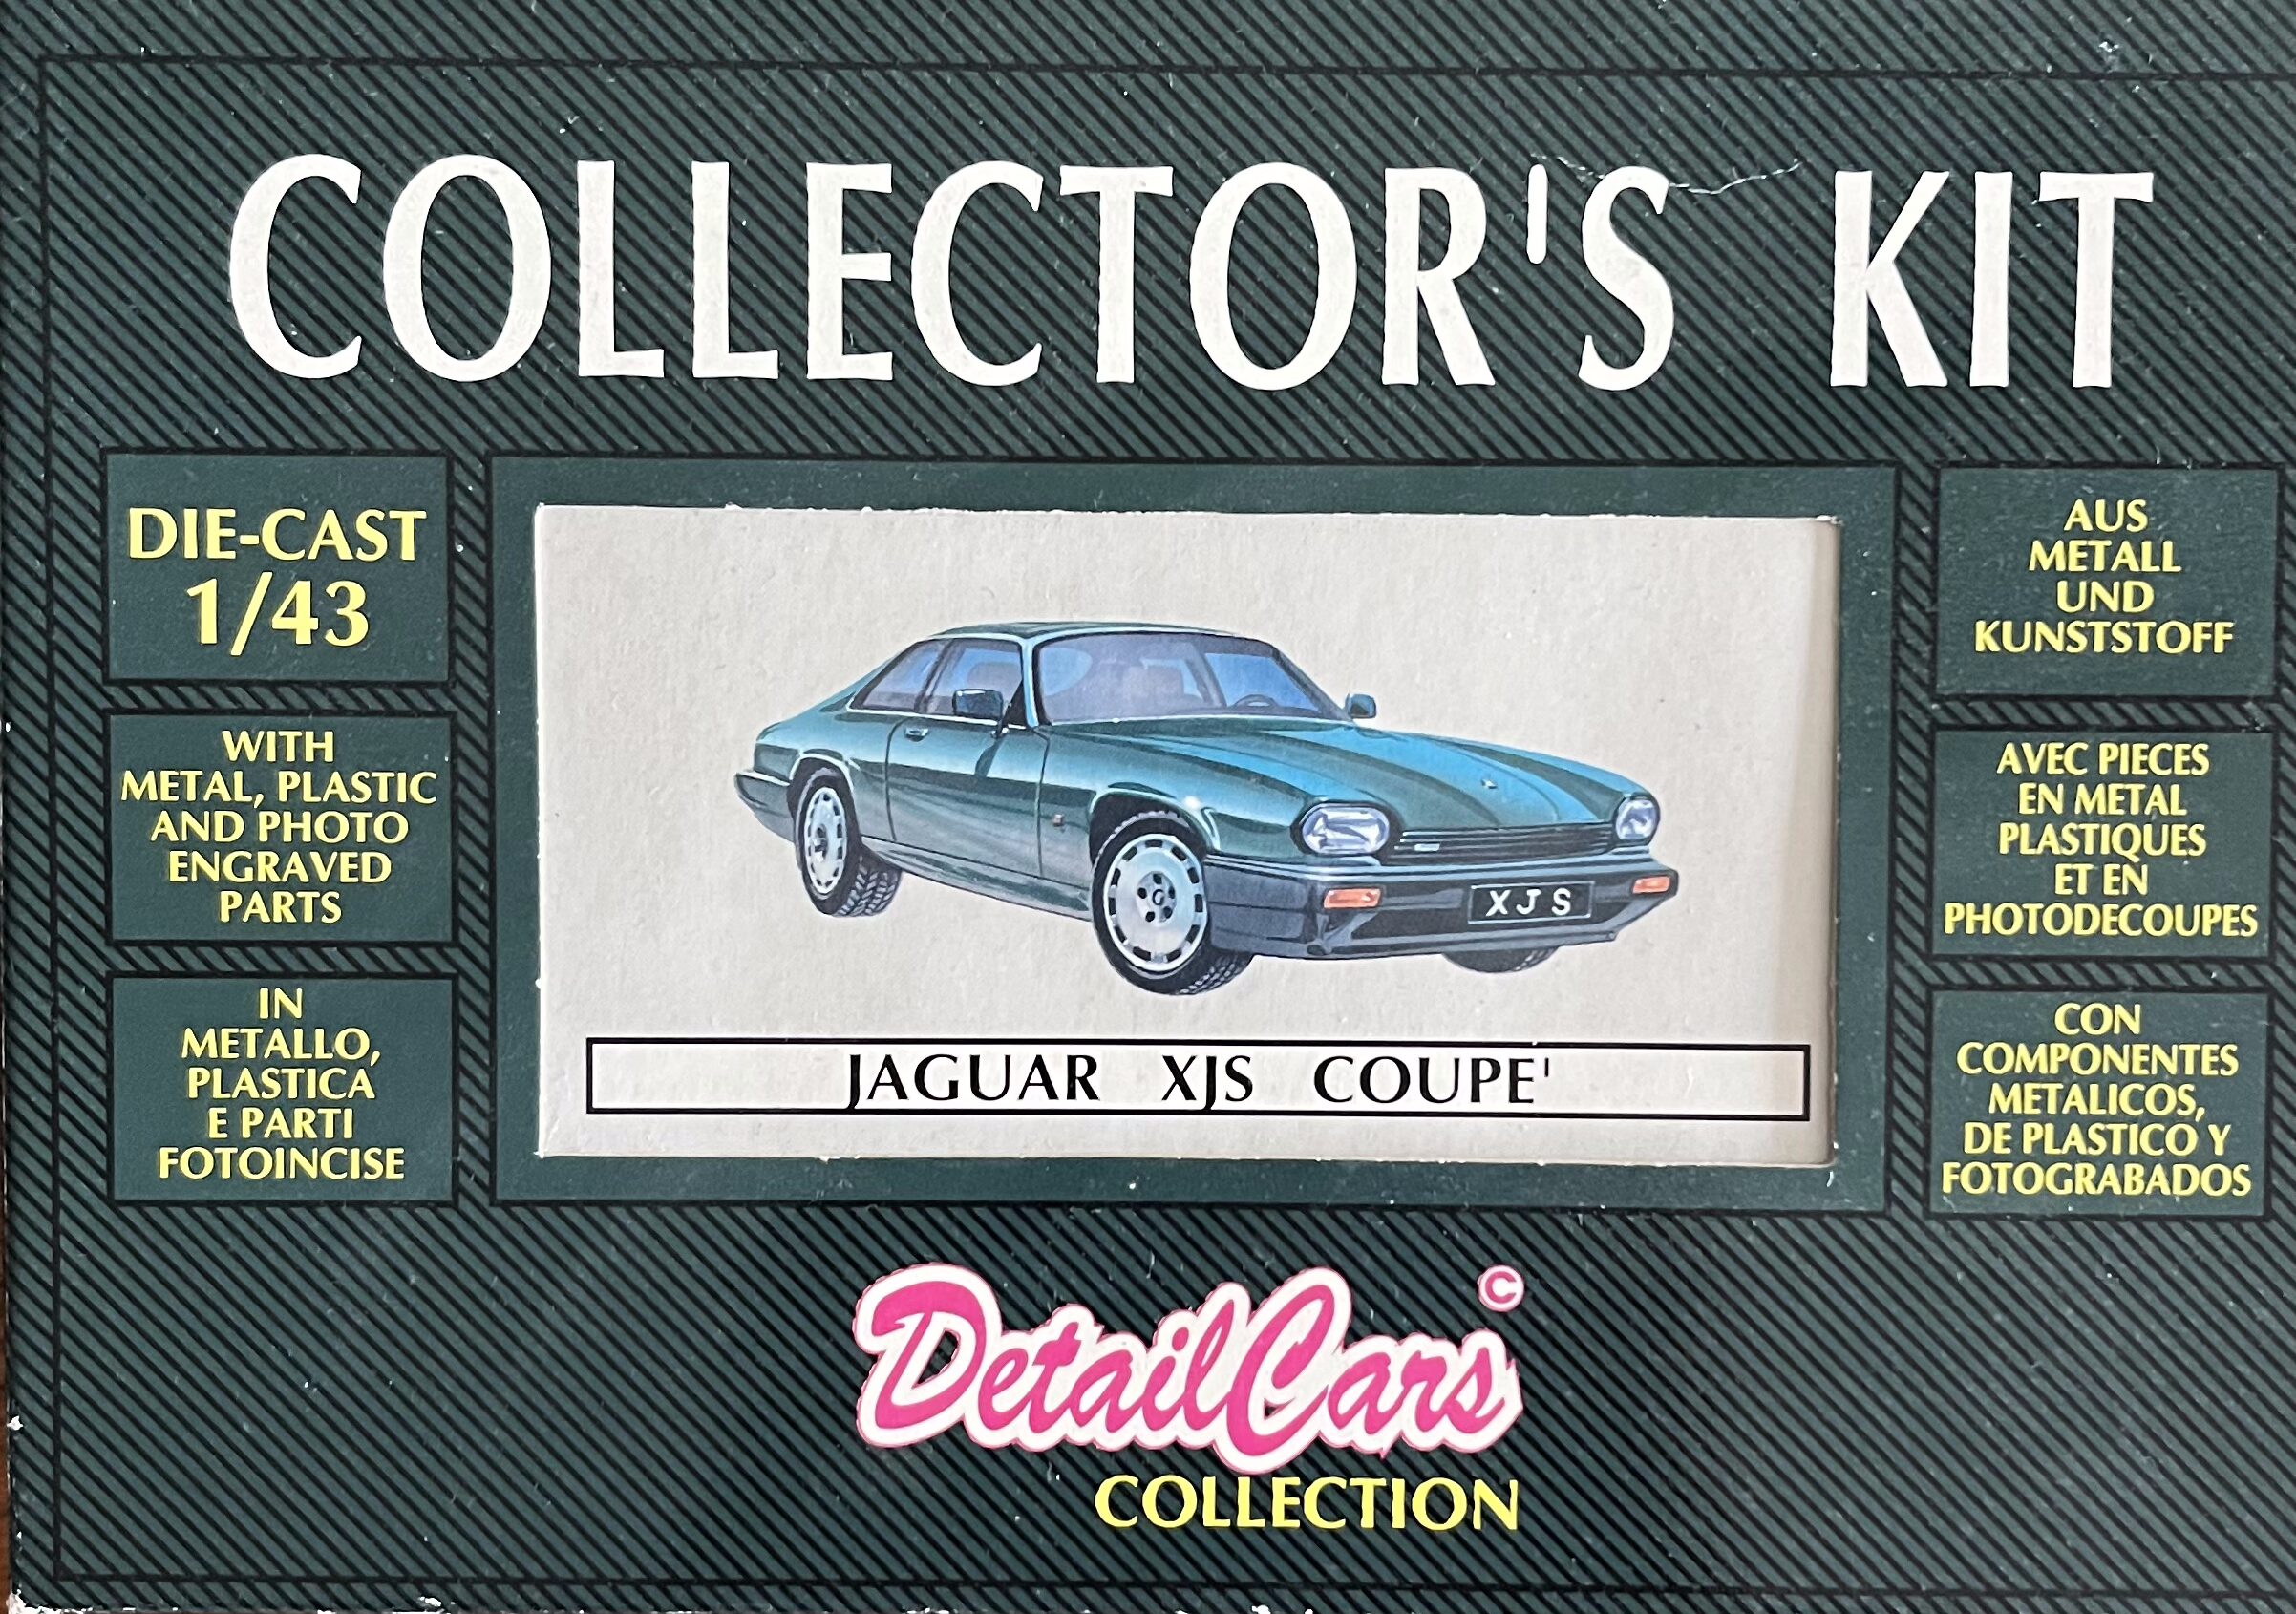 COLLECTOR'S KIT
DIE-CAST
1/43
WITH
METAL, PLASTIC
AND PHOTO
ENGRAVED
PARTS
IN
METALLO,
PLASTICA
E PARTI
FOTOINCISE
XJS
JAGUAR XJS COUPE'
AUS
METALL
UND
KUNSTSTOFF
AVEC PIECES
EN METAL
PLASTIQUES
ET EN
PHOTODECOUPES
CON
COMPONENTES
METALICOS,
DE PLASTICO Y
FOTOGRABADOS
DetailCars ©
COLLECTION